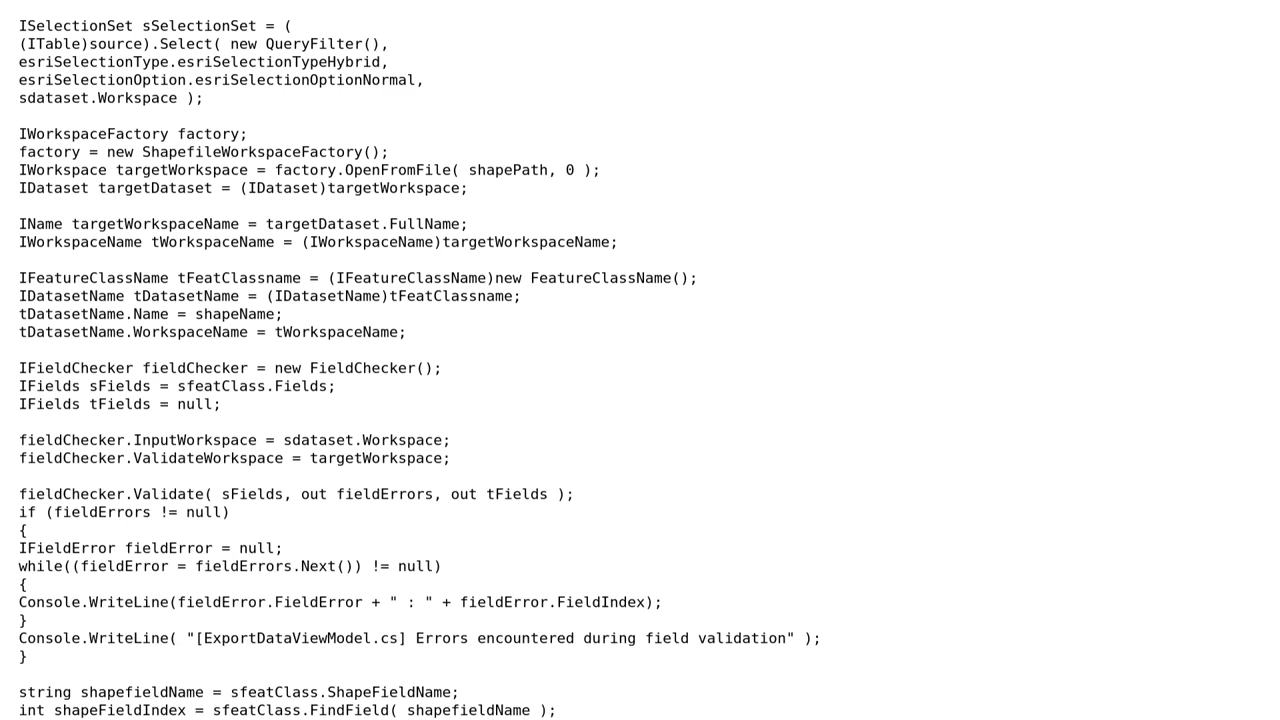 ISelectionSet sSelectionSet = (
(ITable)source).Select( new QueryFilter(),
esriSelectionType.esriSelectionTypeHybrid,
esriSelectionOption.esriSelectionOptionNormal,
sdataset.Workspace );
IWorkspaceFactory factory;
factory = new ShapefileWorkspaceFactory();
IWorkspace targetWorkspace = factory.OpenFromFile( shapePath, 0 );
IDataset targetDataset = (IDataset)targetWorkspace;
IName targetWorkspaceName = targetDataset.FullName;
IWorkspaceName tWorkspaceName = (IWorkspaceName)targetWorkspaceName;
IFeatureClassName tFeatClassname = (IFeatureClassName)new FeatureClassName();
IDatasetName tDatasetName = (IDatasetName)tFeatClassname;
tDatasetName.Name = shapeName;
tDatasetName.WorkspaceName = tWorkspaceName;
IFieldChecker fieldChecker = new FieldChecker();
IFields sFields = sfeatClass.Fields;
IFields tFields = null;
fieldChecker.InputWorkspace = sdataset.Workspace;
fieldChecker.ValidateWorkspace = targetWorkspace;
fieldChecker.Validate( sFields, out fieldErrors, out tFields );
if (fieldErrors != null)
{
IFieldError fieldError = null;
while((fieldError = fieldErrors.Next()) != null)
{
Console.WriteLine(fieldError.FieldError + " : " + fieldError.FieldIndex);
}
Console.WriteLine( "[ExportDataViewModel.cs] Errors encountered during field validation" );
}
string shapefieldName = sfeatClass.ShapeFieldName;
int shapeFieldIndex = sfeatClass.FindField( shapefieldName );